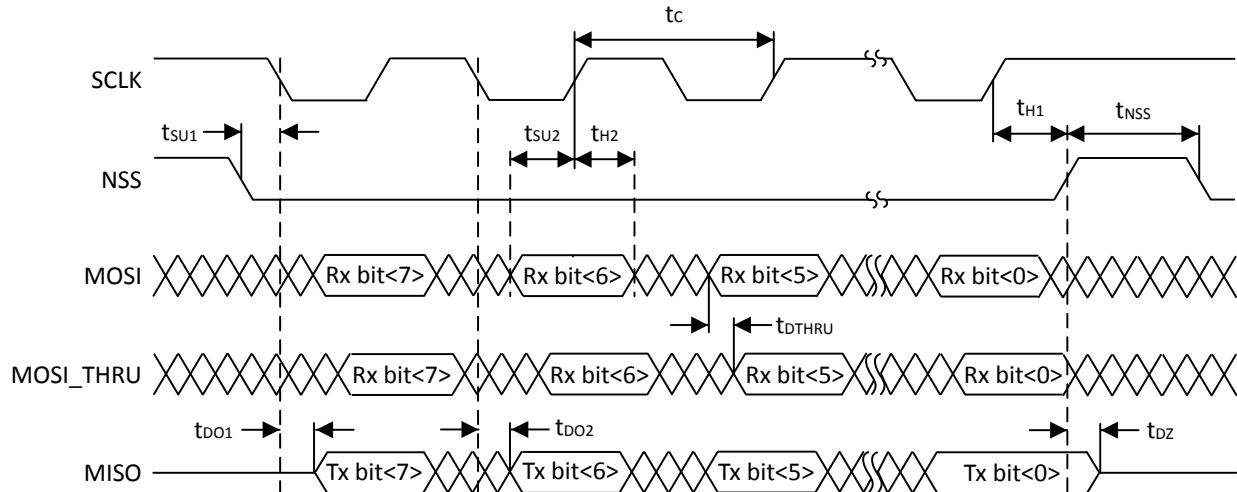 tC
SCLK
tSU1
tSU2
tH2
tH1
tNSS
NSS
MOSI
Rx bit<7>
Rx bit<6>
Rx bit<5>
Rx bit<0>
tDTHRU
MOSI_THRU
Rx bit<7>
Rx bit<6>
Rx bit<5>
Rx bit<0>
tDO1
tDO2
tDZ
MISO
Tx bit<7>
Tx bit<6>
Tx bit<5>
Tx bit<0>